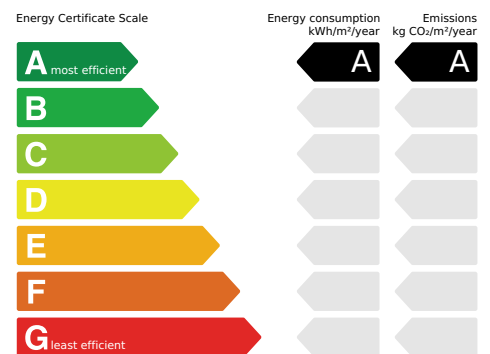 Energy Certificate Scale
Energy consumption
kWh/m²/year
Emissions
kg CO₂/m²/year
A most efficient
A
A
B
C
D
E
F
G least efficient